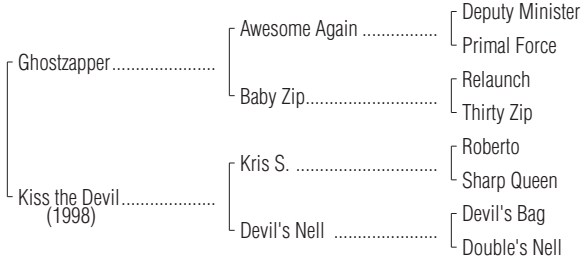 Deputy Minister
Awesome Again ................
Primal Force
Ghostzapper......................
Relaunch
Baby Zip............................
Thirty Zip
Roberto
Kris S. ..............................
Sharp Queen
Kiss the Devil....................
(1998)
Devil's Bag
Devil's Nell ......................
Double's Nell